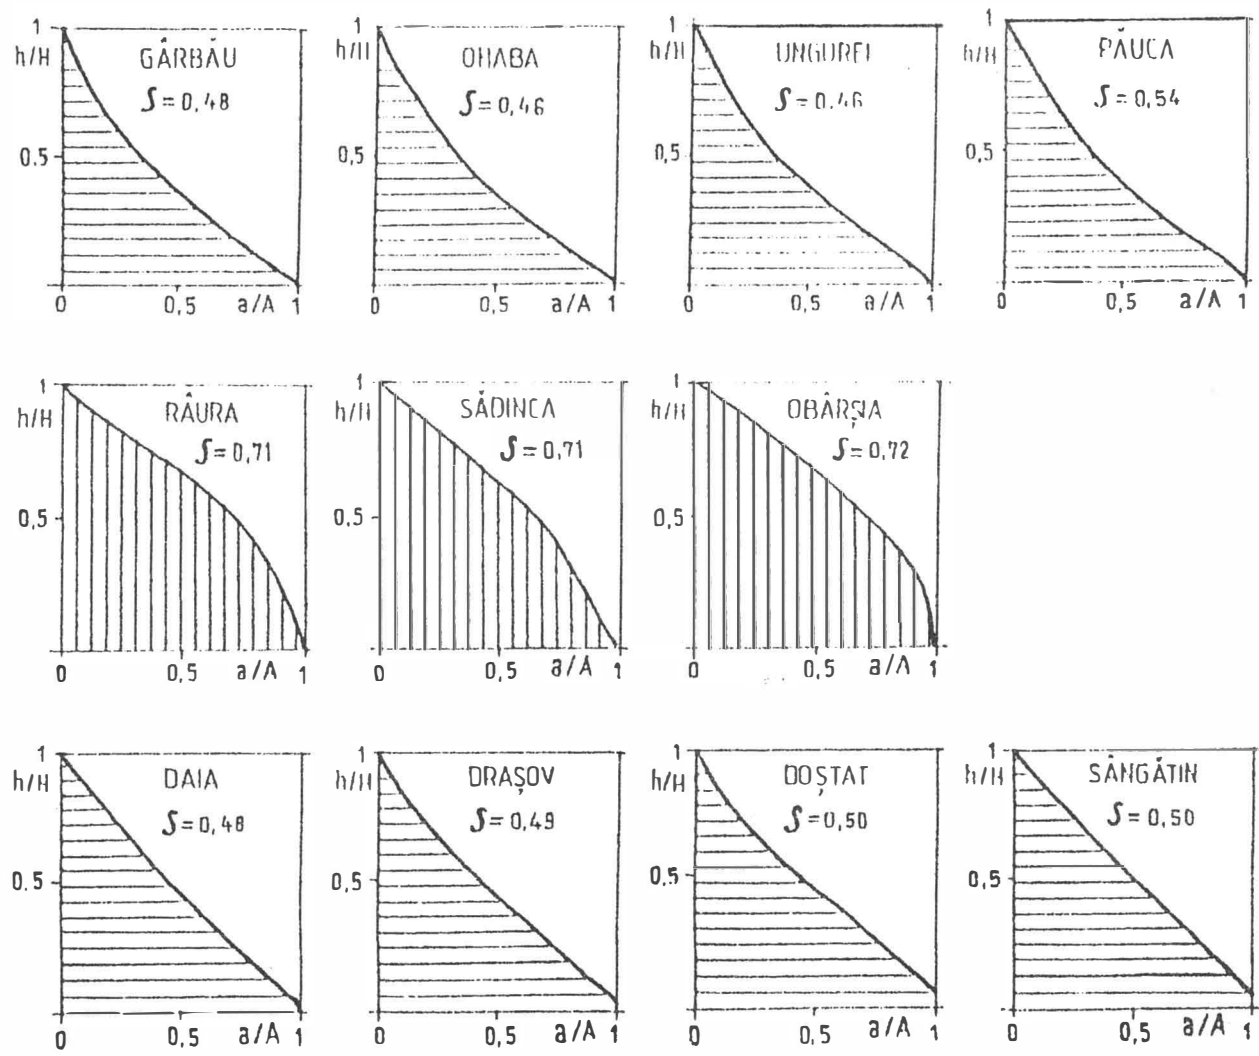 1
h/H
GÂRBĂU
∫=0,48
0,5
0
0,5
a/A
1
1
h/H
OHABA
∫=0,46
0,5
0
0,5
a/A
1
1
h/H
UNGUREI
∫=0,46
0,5
0
0,5
a/A
1
1
h/H
PĂUCA
∫=0,54
0,5
0
0,5
a/A
1
1
h/H
RÂURA
∫=0,71
0,5
0
0,5
a/A
1
1
h/H
SĂDINCA
∫=0,71
0,5
0
0,5
a/A
1
1
h/H
OBÂRȘIA
∫=0,72
0,5
0
0,5
a/A
1
1
h/H
DAIA
∫=0,48
0,5
0
0,5
a/A
1
1
h/H
DRAȘOV
∫=0,49
0,5
0
0,5
a/A
1
1
h/H
DOȘTAT
∫=0,50
0,5
0
0,5
a/A
1
1
h/H
SÂNGĂTIN
∫=0,50
0,5
0
0,5
a/A
1